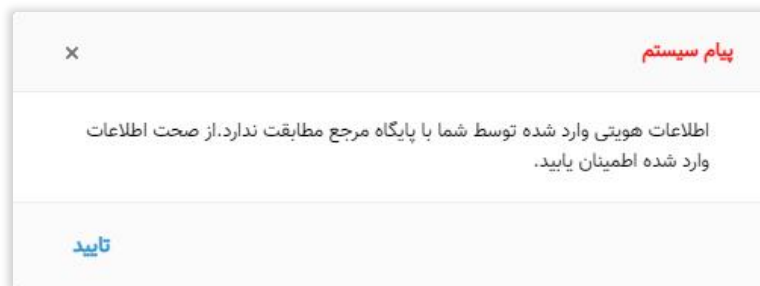 پیام سیستم ×
اطلاعات هویتی وارد شده توسط شما با پایگاه مرجع مطابقت ندارد.از صحت اطلاعات
وارد شده اطمینان یابید.
تایید